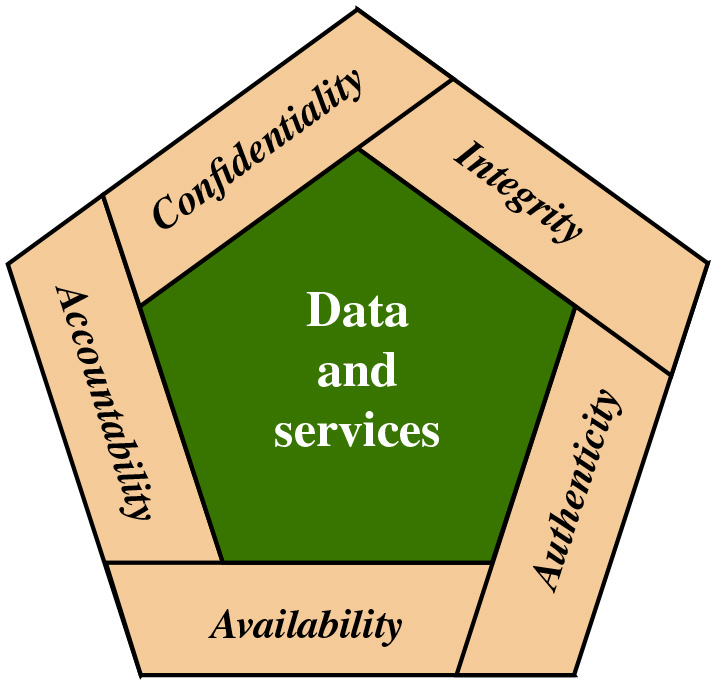 Confidentiality
Integrity
Data
and
services
Accountability
Authenticity
Availability